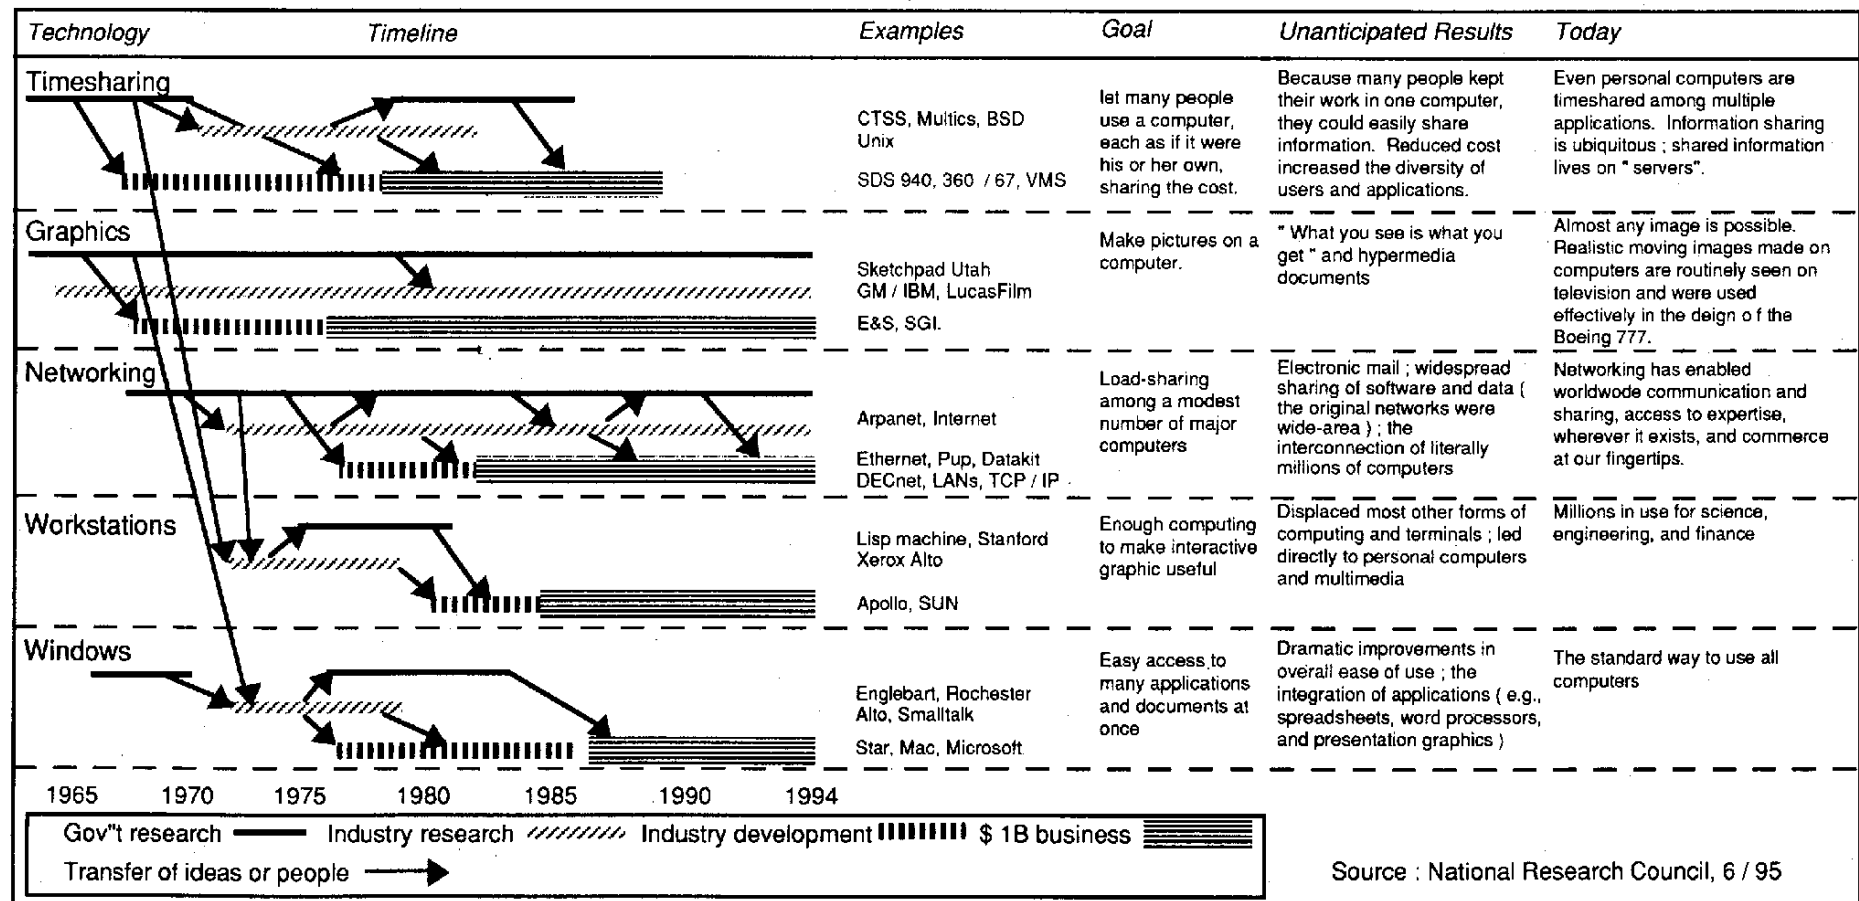 Technology Timeline Examples Goal Unanticipated Results Today
Timesharing
CTSS, Multics, BSD
Unix
SDS 940, 360 / 67, VMS
let many people
use a computer,
each as if it were
his or her own,
sharing the cost.
Because many people kept
their work in one computer,
they could easily share
information. Reduced cost
increased the diversity of
users and applications.
Even personal computers are
timeshared among multiple
applications. Information sharing
is ubiquitous ; shared information
lives on " servers".
Graphics
Sketchpad Utah
GM / IBM, LucasFilm
E&S, SGI.
Make pictures on a
computer.
" What you see is what you
get " and hypermedia
documents
Almost any image is possible.
Realistic moving images made on
computers are routinely seen on
television and were used
effectively in the deign o f the
Boeing 777.
Networking
Arpanet, Internet
Ethernet, Pup, Datakit
DECnet, LANs, TCP / IP
Load-sharing
among a modest
number of major
computers
Electronic mail ; widespread
sharing of software and data (
the original networks were
wide-area ) ; the
interconnection of literally
millions of computers
Networking has enabled
worldwode communication and
sharing, access to expertise,
wherever it exists, and commerce
at our fingertips.
Workstations
Lisp machine, Stanford
Xerox Alto
Apollo, SUN
Enough computing
to make interactive
graphic useful
Displaced most other forms of
computing and terminals ; led
directly to personal computers
and multimedia
Millions in use for science,
engineering, and finance
Windows
Englebart, Rochester
Alto, Smalltalk
Star, Mac, Microsoft
Easy access to
many applications
and documents at
once
Dramatic improvements in
overall ease of use ; the
integration of applications ( e.g.,
spreadsheets, word processors,
and presentation graphics )
The standard way to use all
computers
1965 1970 1975 1980 1985 1990 1994
Gov"t research Industry research Industry development $ 1B business
Transfer of ideas or people
Source : National Research Council, 6 / 95